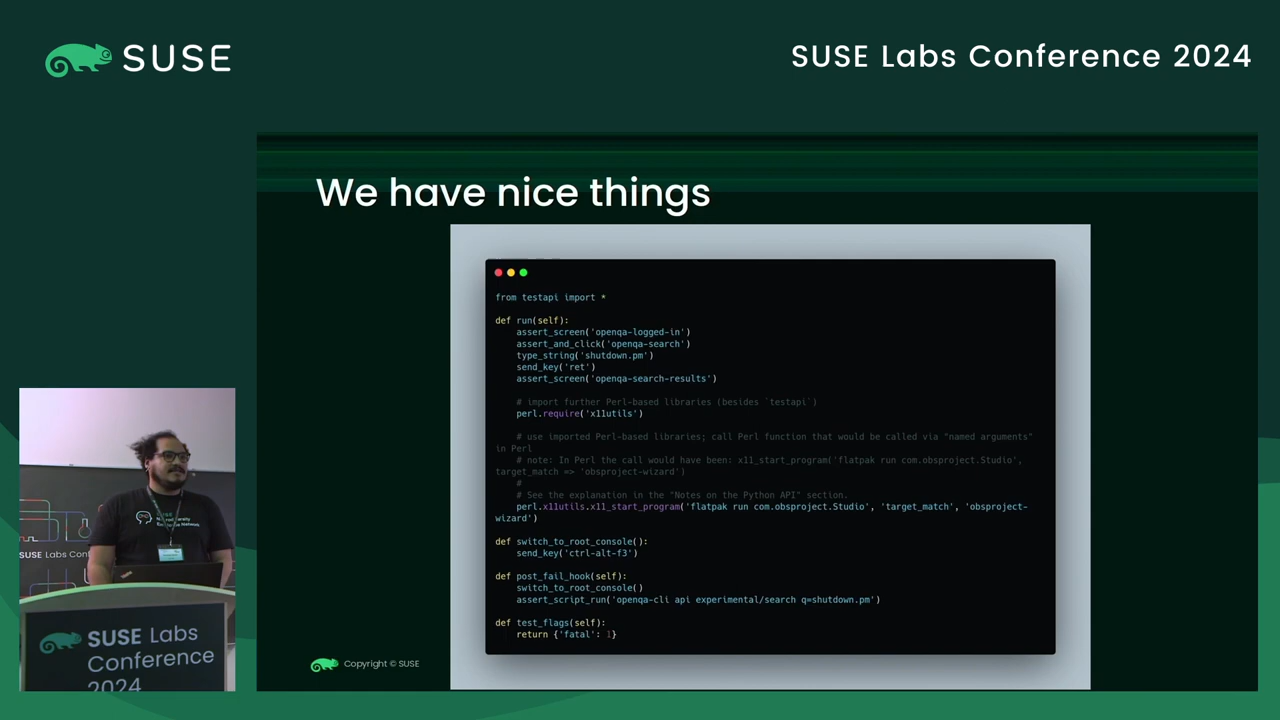 SUSE
SUSE Labs Conference 2024
We have nice things
from testapi import *
def run(self):
    assert_screen('openqa-logged-in')
    assert_and_click('openqa-search')
    type_string('shutdown.pm')
    send_key('ret')
    assert_screen('openqa-search-results')
    # import further Perl-based libraries (besides `testapi`)
    perl.require('x11utils')
    # use imported Perl-based libraries; call Perl function that would be called via "named arguments"
in Perl
    # note: In Perl the call would have been: x11_start_program('flatpak run com.obsproject.Studio',
target_match => 'obsproject-wizard')
    #
    # See the explanation in the "Notes on the Python API" section.
    perl.x11utils.x11_start_program('flatpak run com.obsproject.Studio', 'target_match', 'obsproject-
wizard')
def switch_to_root_console():
    send_key('ctrl-alt-f3')
def post_fail_hook(self):
    switch_to_root_console()
    assert_script_run('openqa-cli api experimental/search q=shutdown.pm')
def test_flags(self):
    return {'fatal': 1}
Copyright © SUSE
SUSE Labs Conf
SUSE Labs
Conference
2024